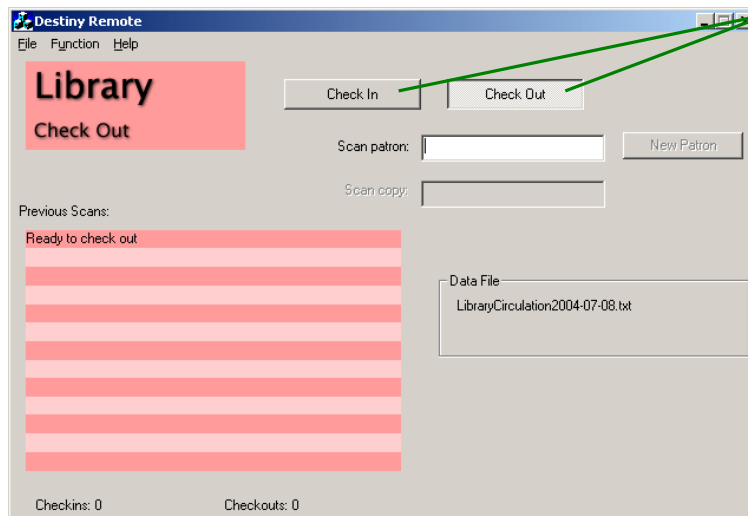 Destiny Remote
File Function Help
Library
Check Out
Check In
Check Out
Scan patron:
New Patron
Scan copy:
Previous Scans:
Ready to check out
Data File
LibraryCirculation2004-07-08.txt
Checkins: 0
Checkouts: 0